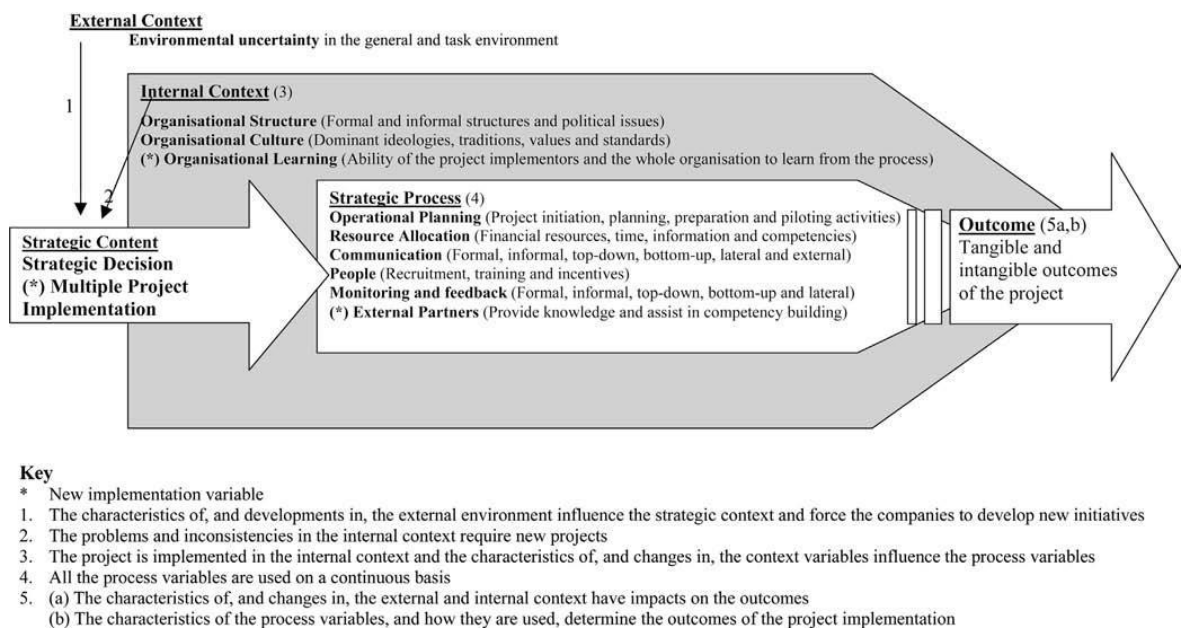 External Context
Environmental uncertainty in the general and task environment
1
Internal Context (3)
Organisational Structure (Formal and informal structures and political issues)
Organisational Culture (Dominant ideologies, traditions, values and standards)
(*) Organisational Learning (Ability of the project implementors and the whole organisation to learn from the process)
2
Strategic Content
Strategic Decision
(*) Multiple Project
Implementation
Strategic Process (4)
Operational Planning (Project initiation, planning, preparation and piloting activities)
Resource Allocation (Financial resources, time, information and competencies)
Communication (Formal, informal, top-down, bottom-up, lateral and external)
People (Recruitment, training and incentives)
Monitoring and feedback (Formal, informal, top-down, bottom-up and lateral)
(*) External Partners (Provide knowledge and assist in competency building)
Outcome (5a,b)
Tangible and
intangible outcomes
of the project
Key
* New implementation variable
1. The characteristics of, and developments in, the external environment influence the strategic context and force the companies to develop new initiatives
2. The problems and inconsistencies in the internal context require new projects
3. The project is implemented in the internal context and the characteristics of, and changes in, the context variables influence the process variables
4. All the process variables are used on a continuous basis
5. (a) The characteristics of, and changes in, the external and internal context have impacts on the outcomes
(b) The characteristics of the process variables, and how they are used, determine the outcomes of the project implementation